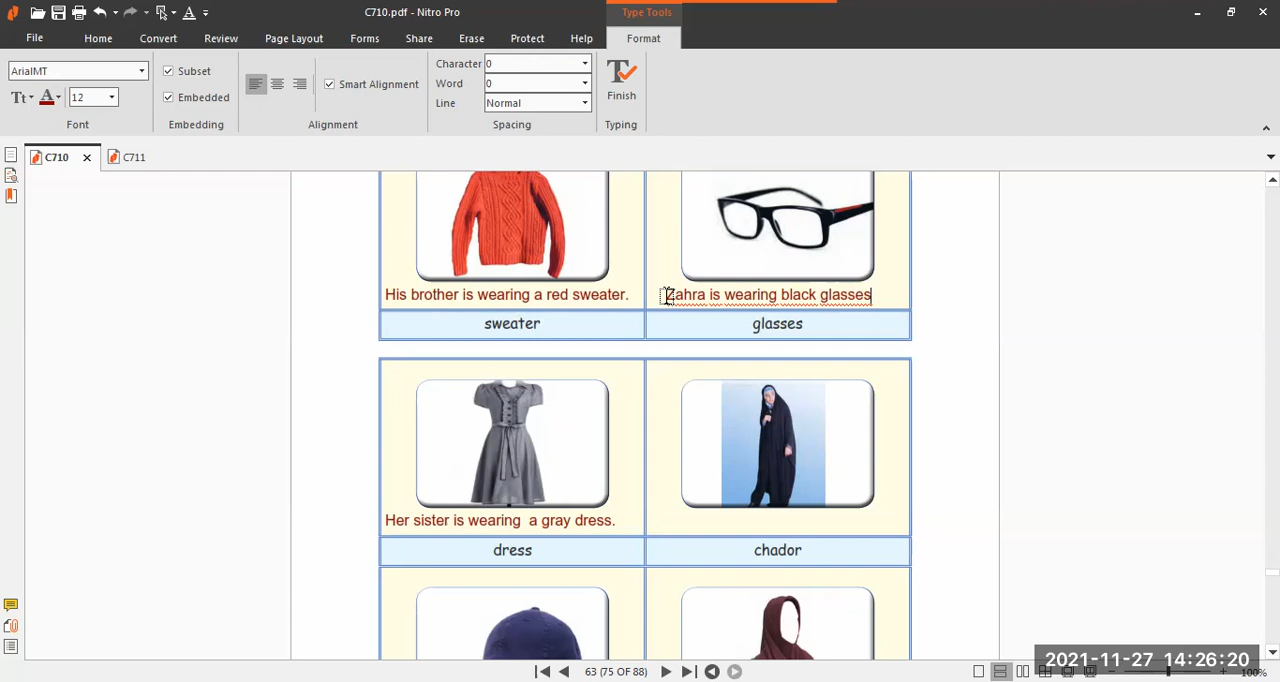 C710.pdf - Nitro Pro
Type Tools
File
Home
Convert
Review
Page Layout
Forms
Share
Erase
Protect
Help
Format
ArialMT
Tt
A
12
Font
Subset
Embedded
Embedding
Smart Alignment
Alignment
Character 0
Word 0
Line Normal
Spacing
Finish
Typing
C710
C711
His brother is wearing a red sweater.
Zahra is wearing black glasses
sweater
glasses
Her sister is wearing  a gray dress.
dress
chador
63 (75 OF 88)
2021-11-27 14:26:20
100%